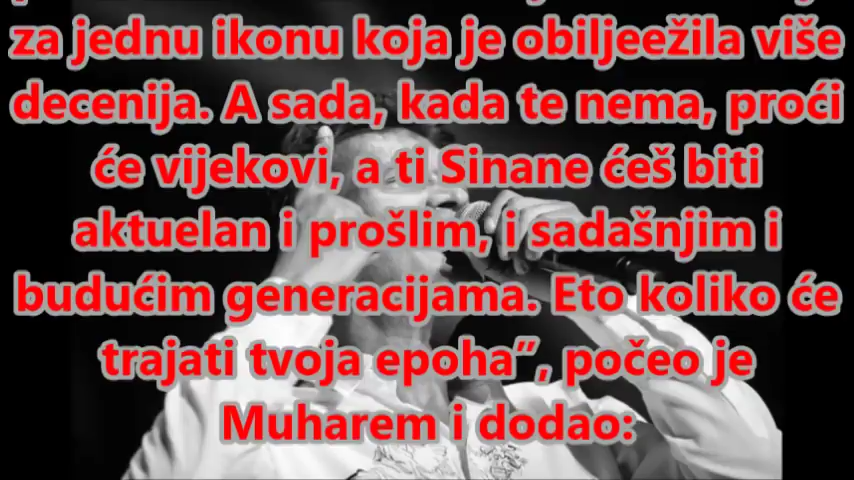 za jednu ikonu koja je obiljeežila više
decenija. A sada, kada te nema, proći
će vijekovi, a ti Sinane ćeš biti
aktuelan i prošlim, i sadašnjim i
budućim generacijama. Eto koliko će
trajati tvoja epoha”, počeo je
Muharem i dodao: